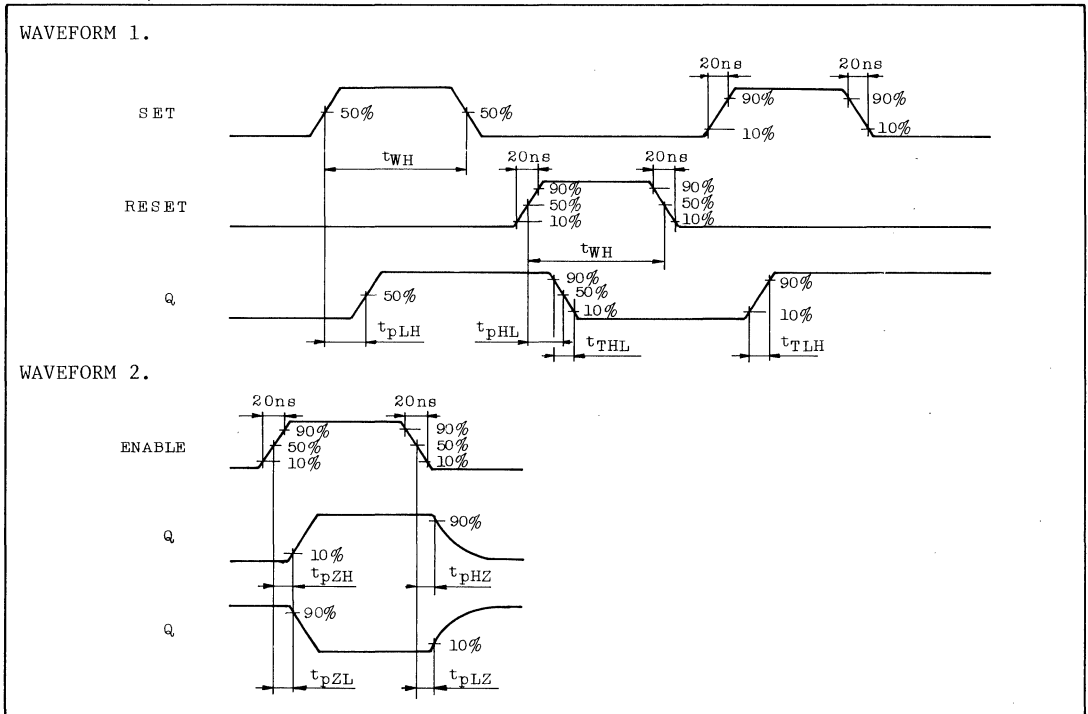 WAVEFORM 1.
20ns 20ns
SET 50% 50% 90% 90%
10% 10%
tWH 20ns 20ns
90% 90%
RESET 50% 50%
10% 10%
tWH
90% 90%
Q 50% 50%
10% 10%
tpLH tpHL
tTHL tTLH
WAVEFORM 2.
20ns 20ns
90% 90%
ENABLE 50% 50%
10% 10%
90%
Q
10%
tpZH tpHZ
90%
Q
10%
tpZL tpLZ